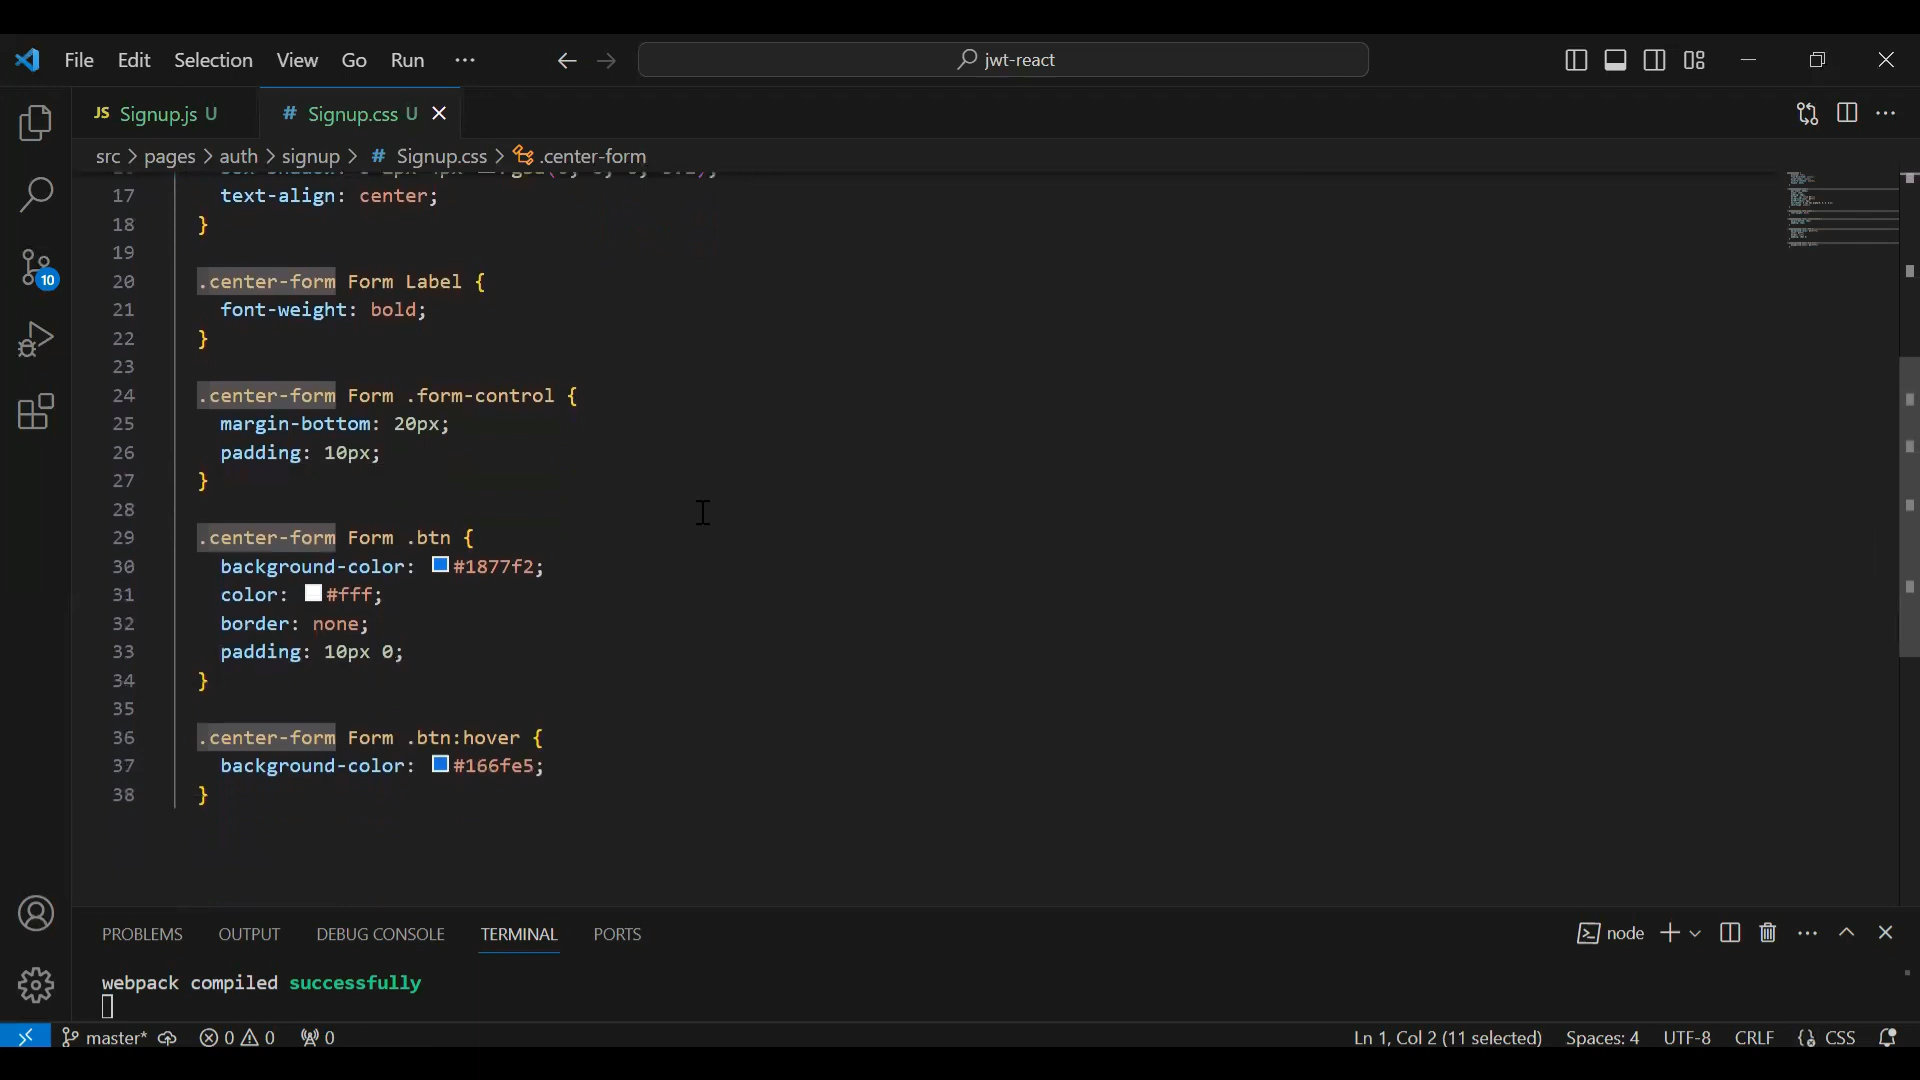 File Edit Selection View Go Run ··· jwt-react
JS Signup.js U # Signup.css U
src > pages > auth > signup > # Signup.css > .center-form
17 text-align: center;
18 }
19
20 .center-form Form Label {
21 font-weight: bold;
22 }
23
24 .center-form Form .form-control {
25 margin-bottom: 20px;
26 padding: 10px;
27 }
28
29 .center-form Form .btn {
30 background-color: #1877f2;
31 color: #fff;
32 border: none;
33 padding: 10px 0;
34 }
35
36 .center-form Form .btn:hover {
37 background-color: #166fe5;
38 }
10
PROBLEMS OUTPUT DEBUG CONSOLE TERMINAL PORTS node
webpack compiled successfully
master* 0 0 0 Ln 1, Col 2 (11 selected) Spaces: 4 UTF-8 CRLF CSS